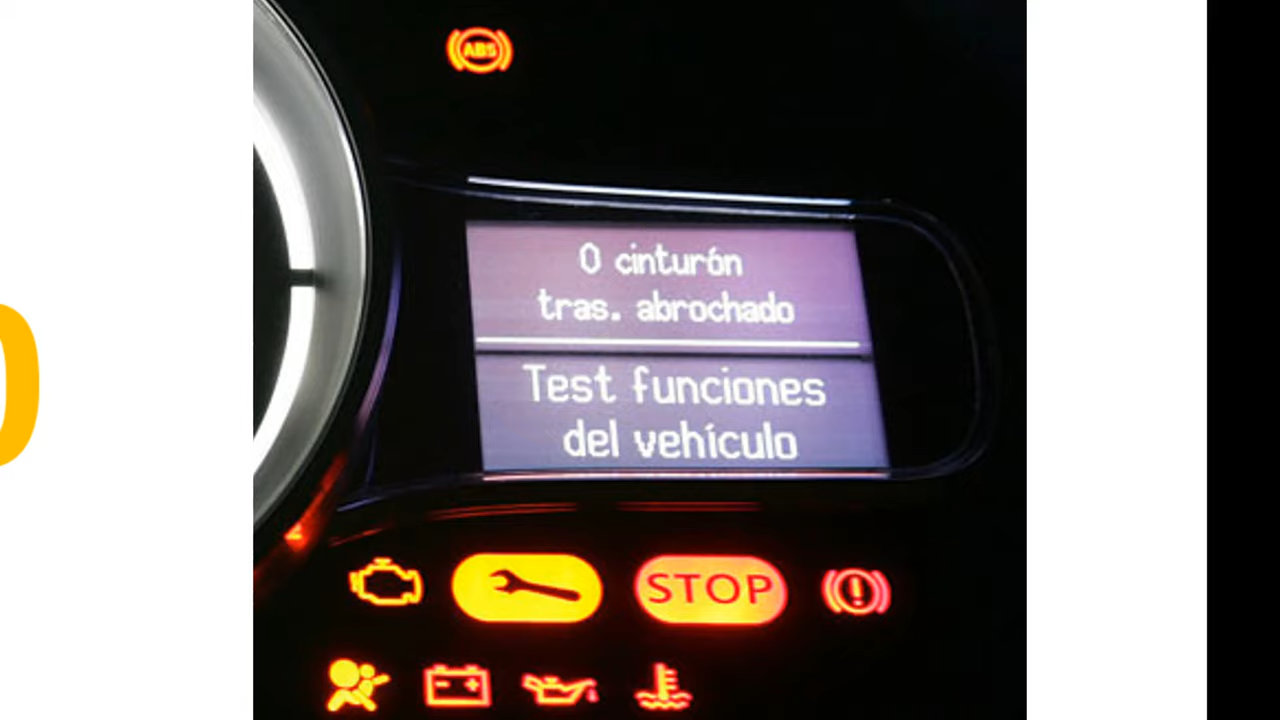 ABS
0 cinturón
tras. abrochado
Test funciones
del vehículo
STOP